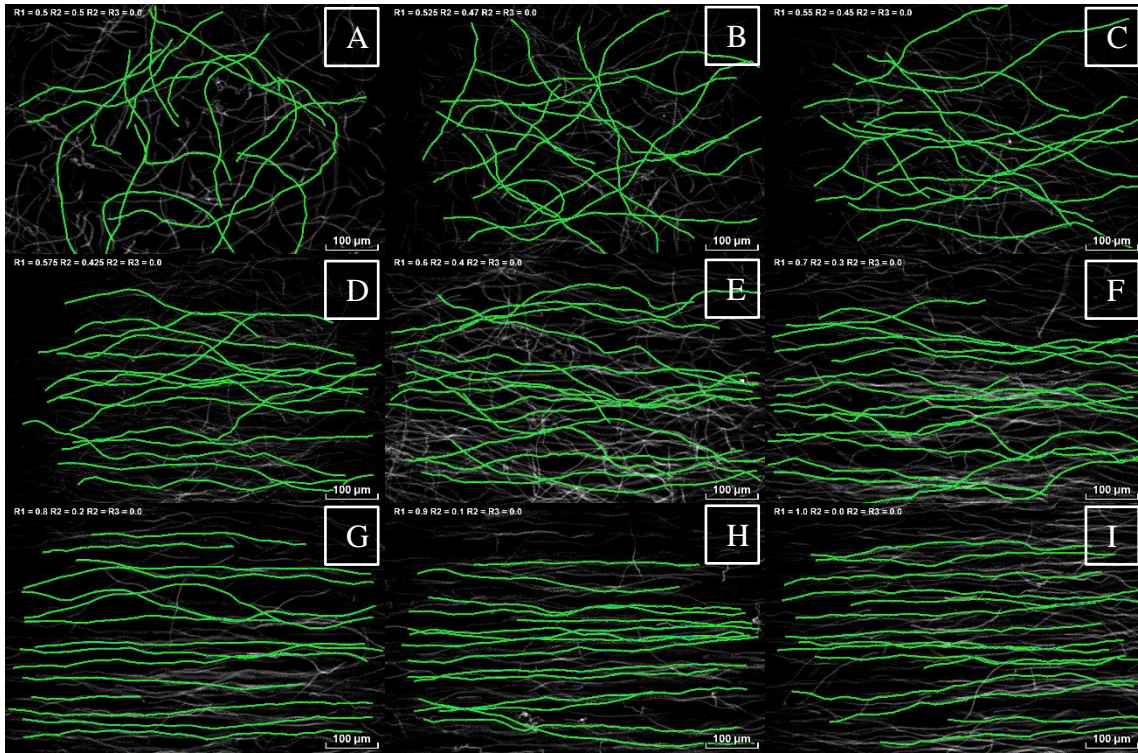 R1 = 0.5 R2 = 0.5 R2 = R3 = 0.0
A
100 µm
R1 = 0.525 R2 = 0.47 R2 = R3 = 0.0
B
100 µm
R1 = 0.55 R2 = 0.45 R2 = R3 = 0.0
C
100 µm
R1 = 0.575 R2 = 0.425 R2 = R3 = 0.0
D
100 µm
R1 = 0.6 R2 = 0.4 R2 = R3 = 0.0
E
100 µm
R1 = 0.7 R2 = 0.3 R2 = R3 = 0.0
F
100 µm
R1 = 0.8 R2 = 0.2 R2 = R3 = 0.0
G
100 µm
R1 = 0.9 R2 = 0.1 R2 = R3 = 0.0
H
100 µm
R1 = 1.0 R2 = 0.0 R2 = R3 = 0.0
I
100 µm